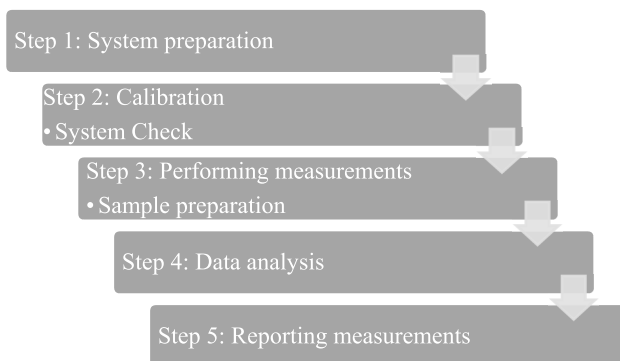 Step 1: System preparation
Step 2: Calibration
• System Check
Step 3: Performing measurements
• Sample preparation
Step 4: Data analysis
Step 5: Reporting measurements